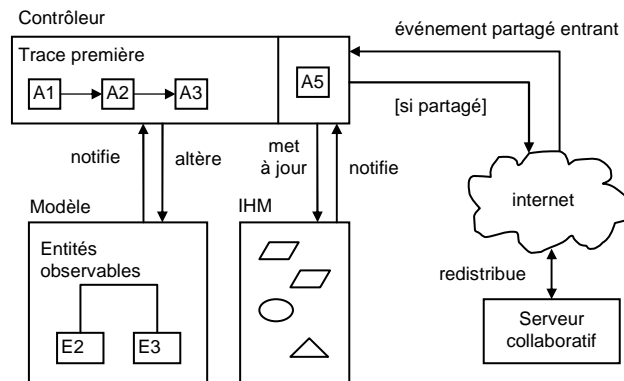 Contrôleur
événement partagé entrant
Trace première
A1
A2
A3
A5
[si partagé]
notifie
altère
met
à jour
notifie
internet
Modèle
IHM
Entités
observables
redistribue
E2
E3
Serveur
collaboratif